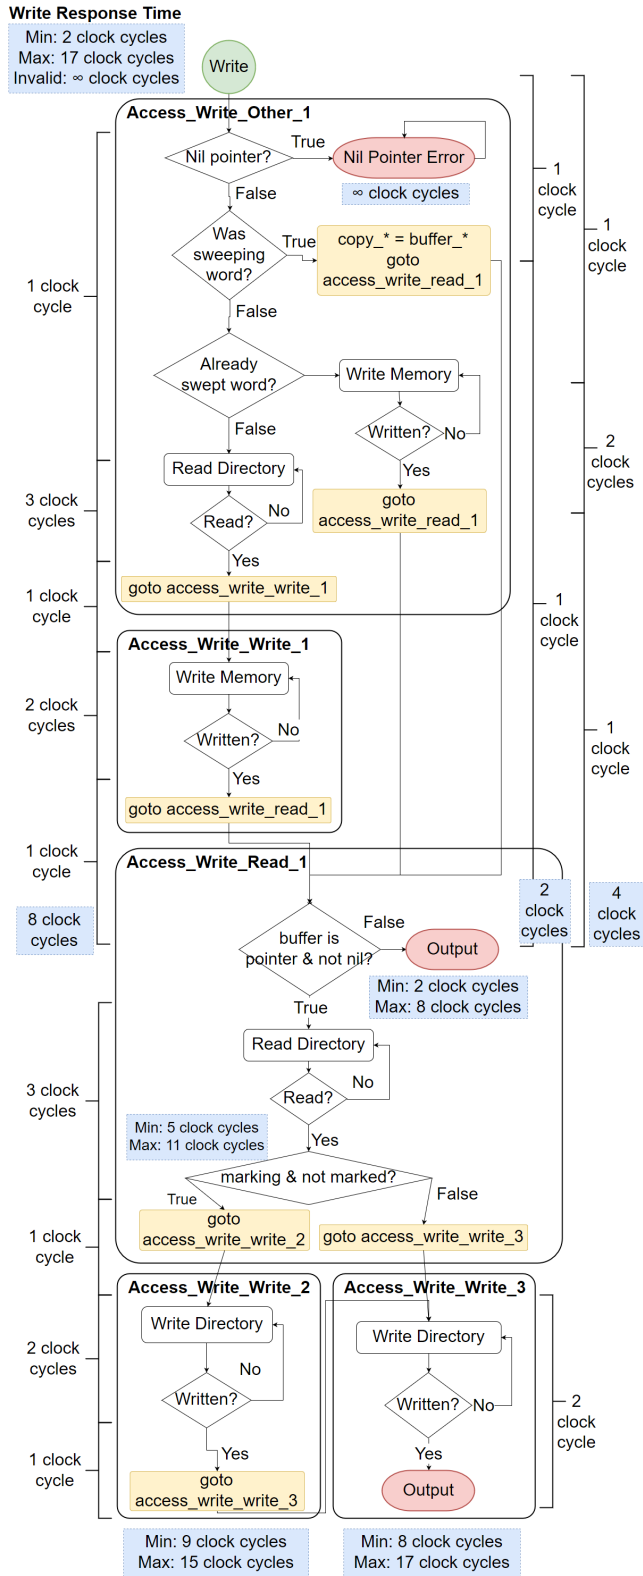 Write Response Time
Min: 2 clock cycles
Max: 17 clock cycles
Invalid: ∞ clock cycles
Write
Access_Write_Other_1
Nil pointer?
True
Nil Pointer Error
∞ clock cycles
False
Was
sweeping
word?
True
copy_* = buffer_*
goto
access_write_read_1
False
Already
swept word?
Write Memory
Written?
No
Yes
goto
access_write_read_1
False
Read Directory
Read?
No
Yes
goto access_write_write_1
1 clock
cycle
3 clock
cycles
1 clock
cycle
1
clock
cycle
1
clock
cycle
2
clock
cycles
1
clock
cycle
Access_Write_Write_1
Write Memory
Written?
No
Yes
goto access_write_read_1
2 clock
cycles
1
clock
cycle
1 clock
cycle
8 clock
cycles
2
clock
cycles
4
clock
cycles
Access_Write_Read_1
buffer is
pointer & not nil?
False
Output
Min: 2 clock cycles
Max: 8 clock cycles
True
Read Directory
Read?
No
Yes
3 clock
cycles
Min: 5 clock cycles
Max: 11 clock cycles
marking & not marked?
True
False
goto
access_write_write_2
goto access_write_write_3
1 clock
cycle
Access_Write_Write_2
Write Directory
Written?
No
Yes
goto
access_write_write_3
2 clock
cycles
1 clock
cycle
Min: 9 clock cycles
Max: 15 clock cycles
Access_Write_Write_3
Write Directory
Written?
No
Yes
Output
2
clock
cycle
Min: 8 clock cycles
Max: 17 clock cycles